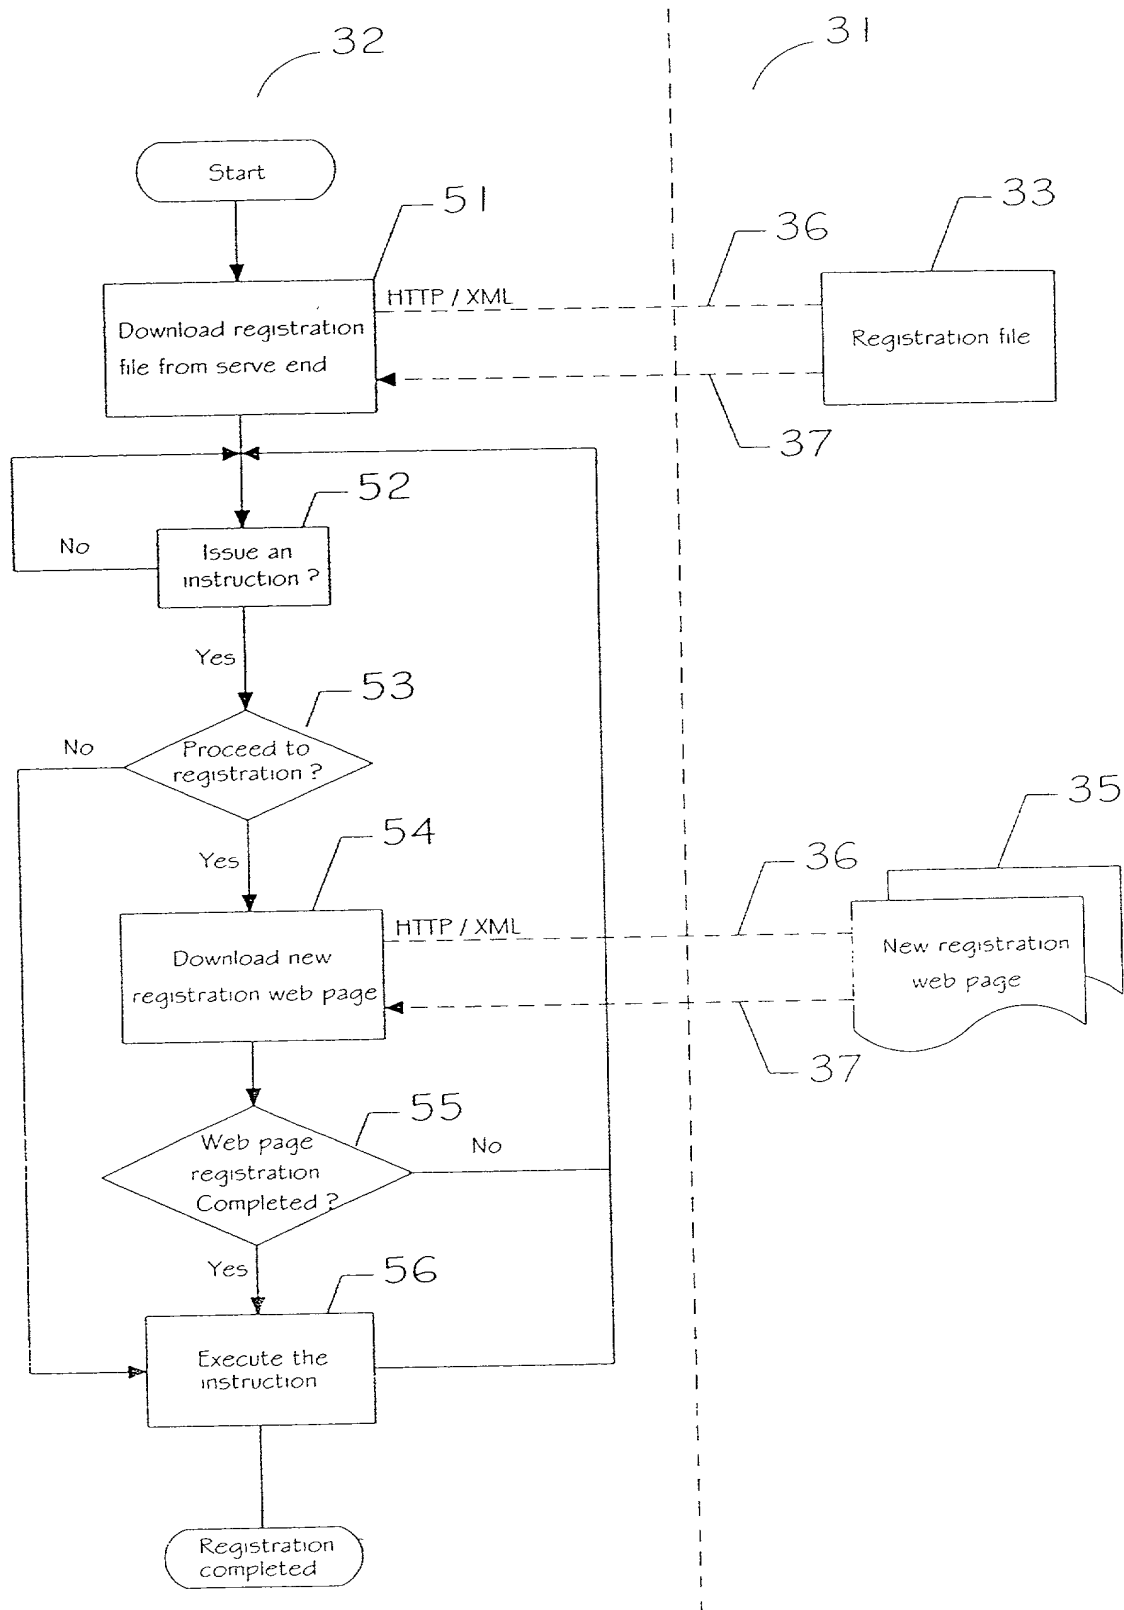 32
31
Start
51
36
33
HTTP / XML
Download registration
file from serve end
Registration file
37
52
No
Issue an
instruction ?
Yes
53
No
Proceed to
registration ?
35
54
Yes
36
HTTP / XML
Download new
registration web page
New registration
web page
37
55
Web page
registration
Completed ?
No
Yes
56
Execute the
instruction
Registration
completed